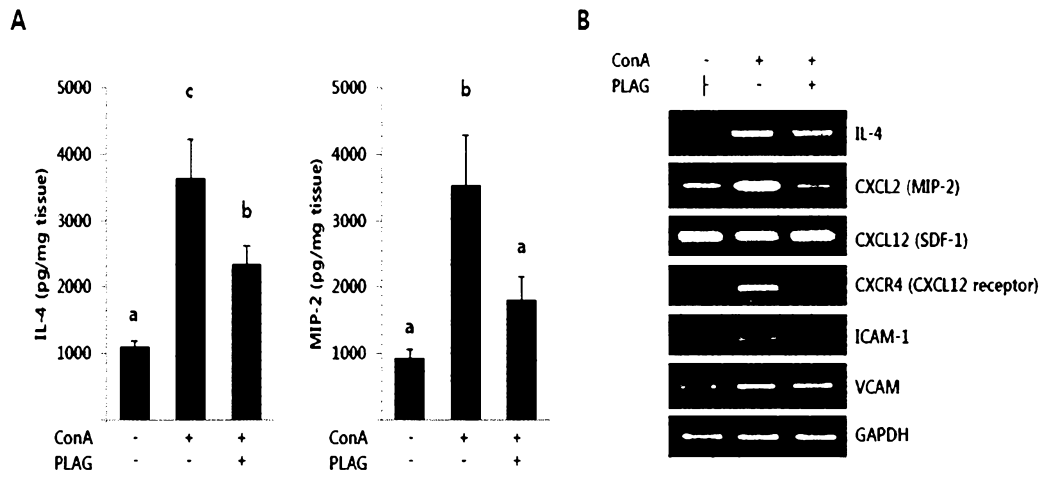 A
IL-4 (pg/mg tissue)
5000
4000
3000
2000
1000
a
c
b
ConA - + +
PLAG - - +
MIP-2 (pg/mg tissue)
5000
4000
3000
2000
1000
a
b
a
ConA - + +
PLAG - - +
B
ConA - + +
PLAG - +
IL-4
CXCL2 (MIP-2)
CXCL12 (SDF-1)
CXCR4 (CXCL12 receptor)
ICAM-1
VCAM
GAPDH